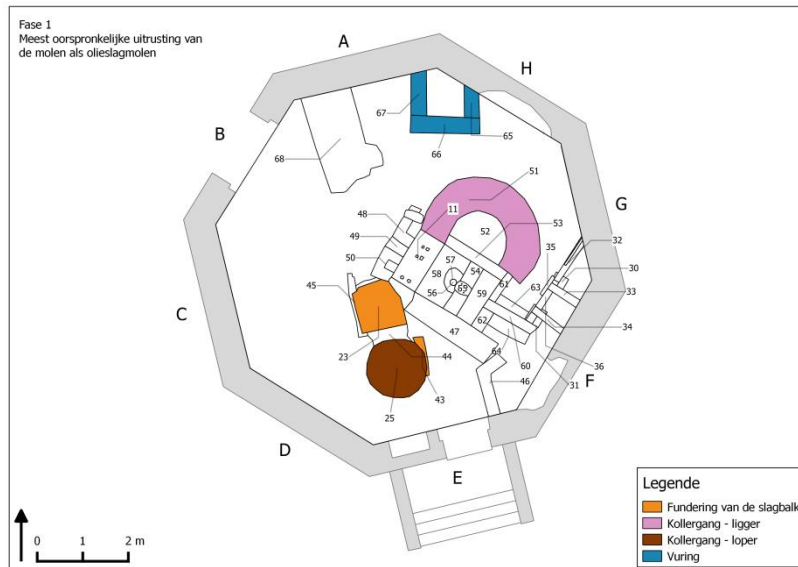 Fase 1
Meest oorspronkelijke uitrusting van
de molen als olieslagmolen
A
H
B
G
C
F
D
E
67
65
66
68
51
11
53
48
52
35
32
49
57
30
50
58
54
61
63
33
45
56
55
59
34
62
47
23
44
64
60
36
46
31
43
25
0 1 2 m
Legende
Fundering van de slagbalk
Kollergang - ligger
Kollergang - loper
Vuring